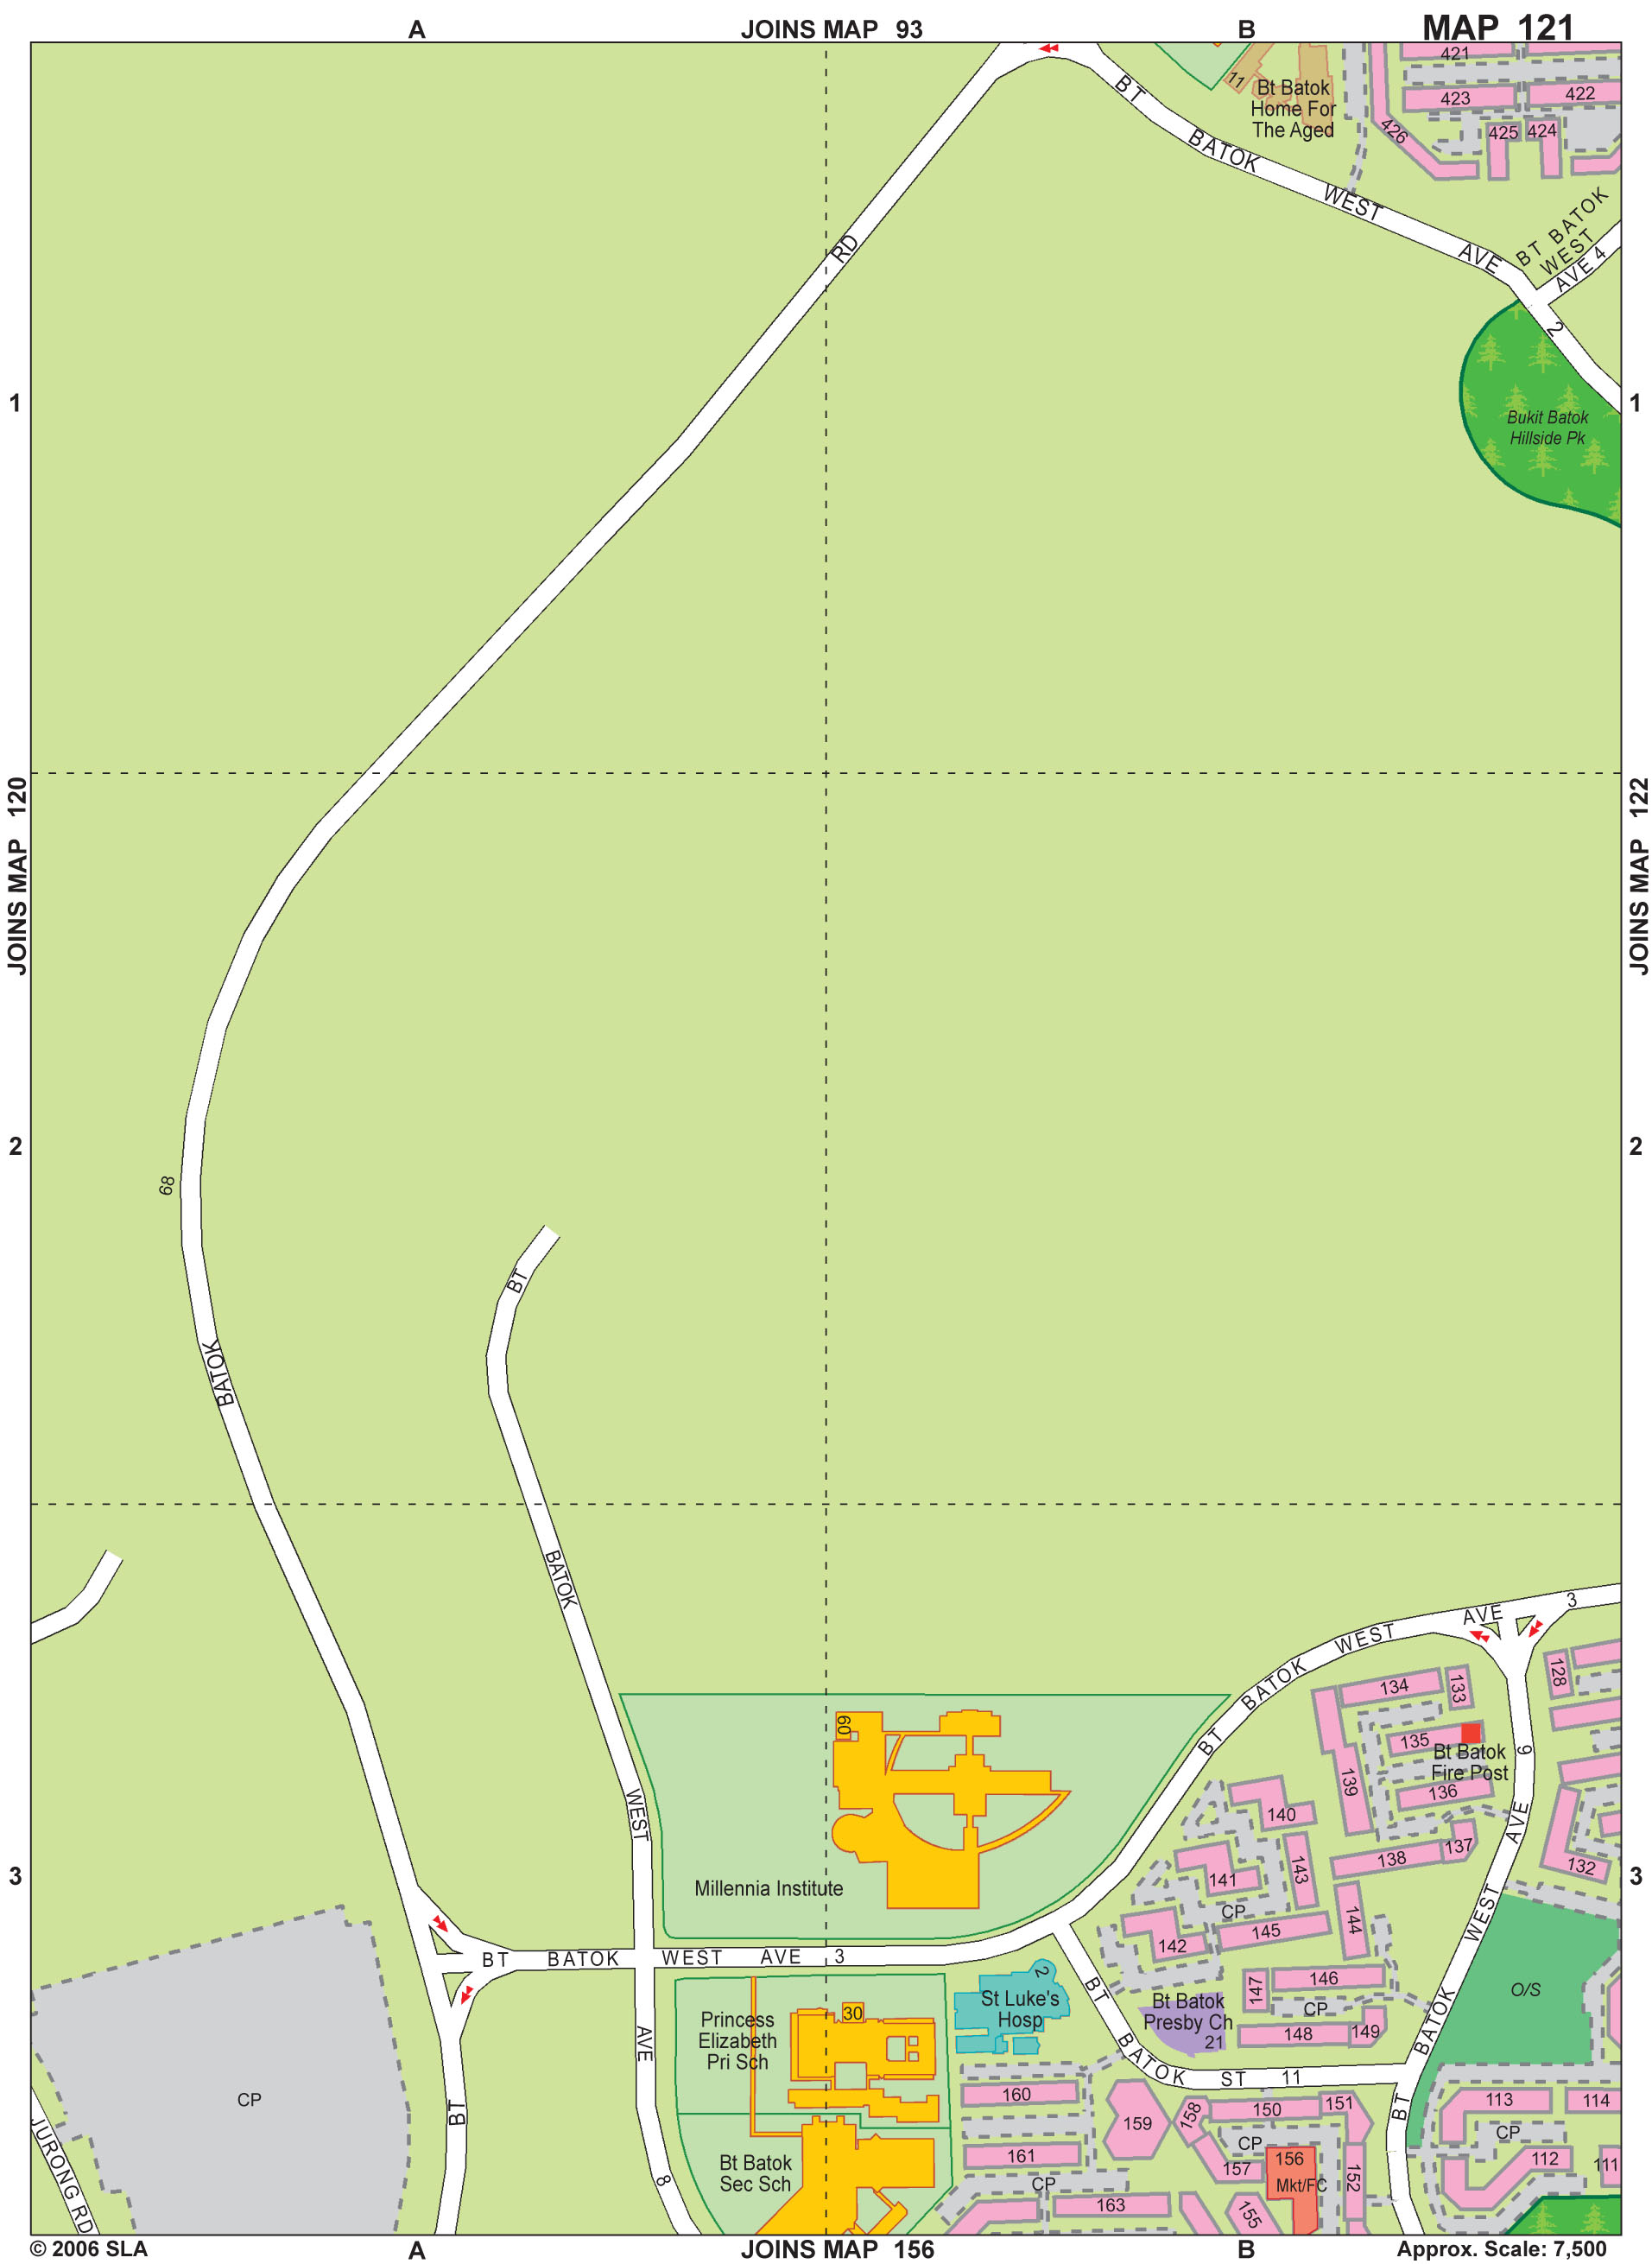 A
JOINS MAP 93
B
MAP 121
11
Bt Batok
Home For
The Aged
421
423
422
426
425
424
BT BATOK WEST AVE 2
BT BATOK
WEST
AVE 4
RD
1
1
Bukit Batok
Hillside Pk
JOINS MAP 120
JOINS MAP 122
2
2
68
BATOK
BT
BATOK
WEST
AVE
8
BT BATOK WEST AVE 3
134
133
128
135
Bt Batok
Fire Post
136
139
140
137
138
132
141
143
CP
142
145
144
60
Millennia Institute
3
3
BT BATOK WEST AVE 6
BT BATOK WEST AVE 3
2
St Luke's
Hosp
Princess
Elizabeth
Pri Sch
30
Bt Batok
Presby Ch
21
147
146
CP
148
149
O/S
BT BATOK ST 11
CP
BT
JURONG RD
Bt Batok
Sec Sch
160
161
CP
163
159
158
150
151
CP
157
156
Mkt/FC
152
155
113
114
CP
112
111
© 2006 SLA
A
JOINS MAP 156
B
Approx. Scale: 7,500